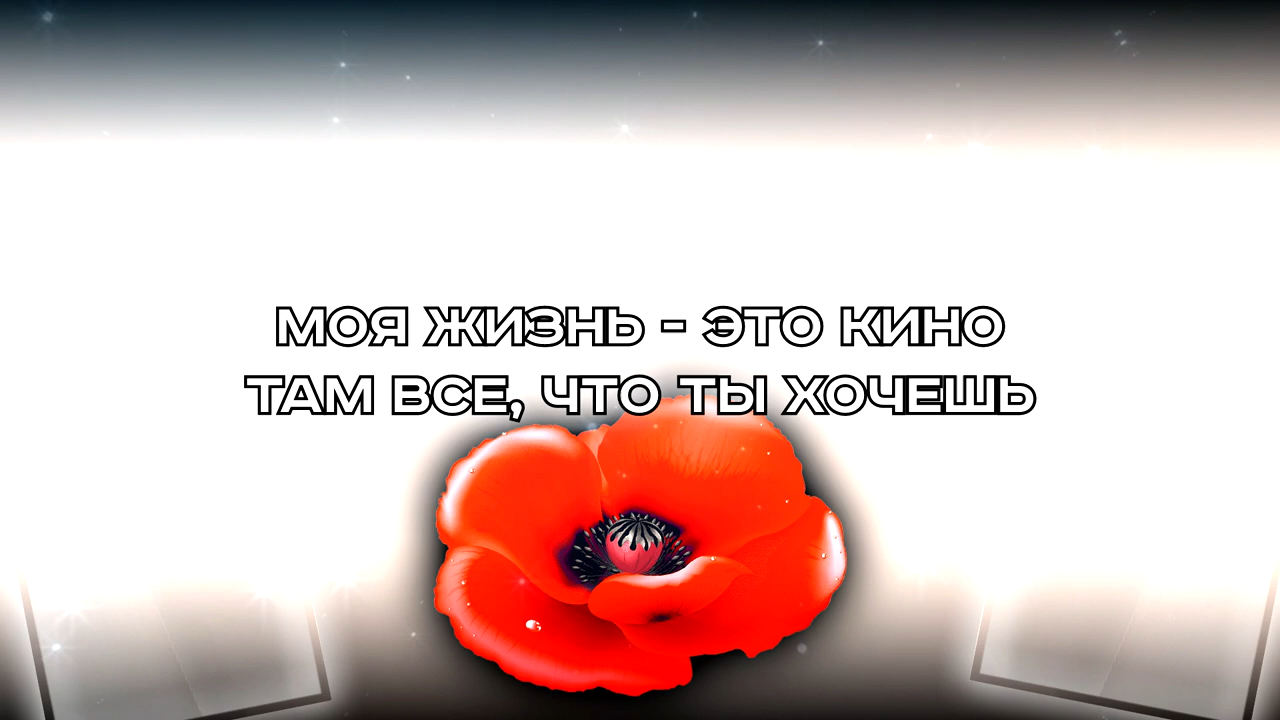 МОЯ ЖИЗНЬ - ЭТО КИНО
ТАМ ВСЕ, ЧТО ТЫ ХОЧЕШЬ